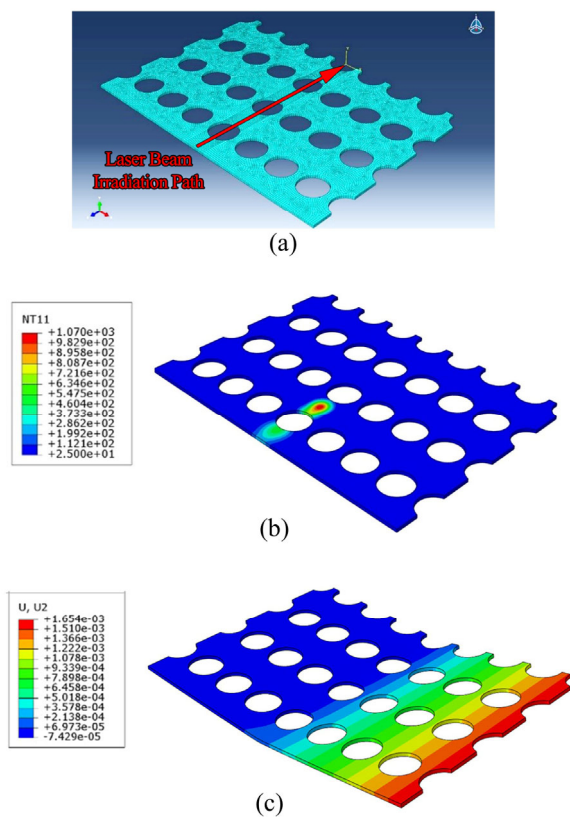 Laser Beam
Irradiation Path
(a)
NT11
+1.070e+03
+9.829e+02
+8.958e+02
+8.087e+02
+7.216e+02
+6.346e+02
+5.475e+02
+4.604e+02
+3.733e+02
+2.862e+02
+1.992e+02
+1.121e+02
+2.500e+01
(b)
U, U2
+1.654e-03
+1.510e-03
+1.366e-03
+1.222e-03
+1.078e-03
+9.339e-04
+7.898e-04
+6.458e-04
+5.018e-04
+3.578e-04
+2.138e-04
+6.973e-05
-7.429e-05
(c)